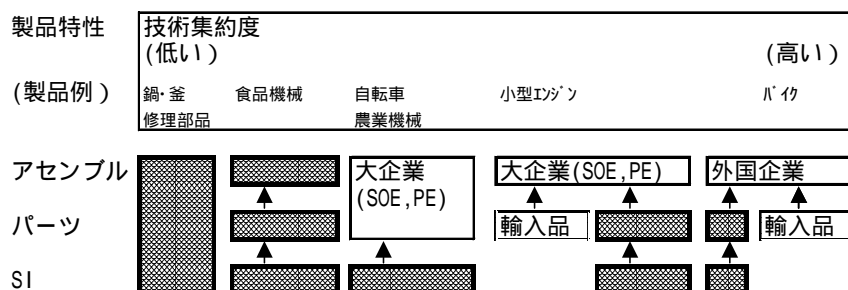 製品特性 技術集約度
(低い) (高い)
(製品例) 鍋・釜 食品機械 自転車 小型ｴﾝｼﾞﾝ ﾊﾞｲｸ
修理部品 農業機械
アセンブル 大企業 大企業(SOE,PE) 外国企業
(SOE,PE)
パーツ 輸入品 輸入品
SI